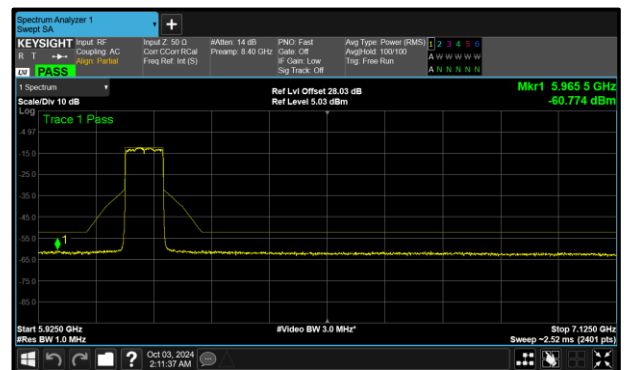 Spectrum Analyzer 1
Swept SA
+
KEYSIGHT
R T
LXI PASS
Input: RF
Coupling: AC
Align: Partial
Input Z: 50 Ω
Corr CCorr RCal
Freq Ref: Int (S)
#Atten: 14 dB
Preamp: 8.40 GHz
PNO: Fast
Gate: Off
IF Gain: Low
Sig Track: Off
Avg Type: Power (RMS)
Avg|Hold: 100/100
Trig: Free Run
1 2 3 4 5 6
A W W W W W
A N N N N N
1 Spectrum
Scale/Div 10 dB
Ref Lvl Offset 28.03 dB
Ref Level 5.03 dBm
Mkr1 5.965 5 GHz
-60.774 dBm
Log
Trace 1 Pass
-4.97
-15.0
-25.0
-35.0
-45.0
-55.0
1
-65.0
-75.0
-85.0
Start 5.9250 GHz
#Res BW 1.0 MHz
#Video BW 3.0 MHz*
Stop 7.1250 GHz
Sweep ~2.52 ms (2401 pts)
?
Oct 03, 2024
2:11:37 AM